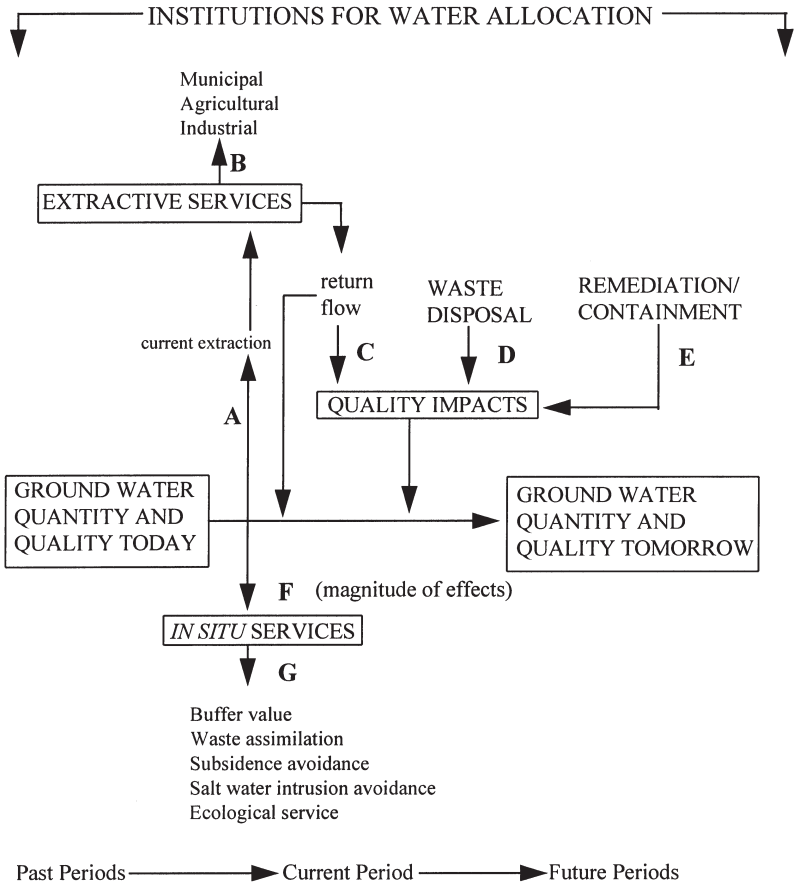 INSTITUTIONS FOR WATER ALLOCATION
Municipal
Agricultural
Industrial
B
EXTRACTIVE SERVICES
return
flow
WASTE
DISPOSAL
REMEDIATION/
CONTAINMENT
current extraction
C
D
E
QUALITY IMPACTS
A
GROUND WATER
QUANTITY AND
QUALITY TODAY
GROUND WATER
QUANTITY AND
QUALITY TOMORROW
F (magnitude of effects)
IN SITU SERVICES
G
Buffer value
Waste assimilation
Subsidence avoidance
Salt water intrusion avoidance
Ecological service
Past Periods Current Period Future Periods